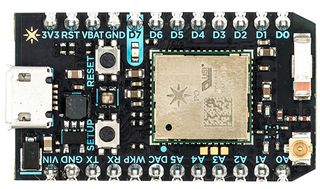 3V3 RST VBAT GND D7 D6 D5 D4 D3 D2 D1 D0
RESET
SETUP
P0
VIN GND TX RX WKP DAC A5 A4 A3 A2 A1 A0